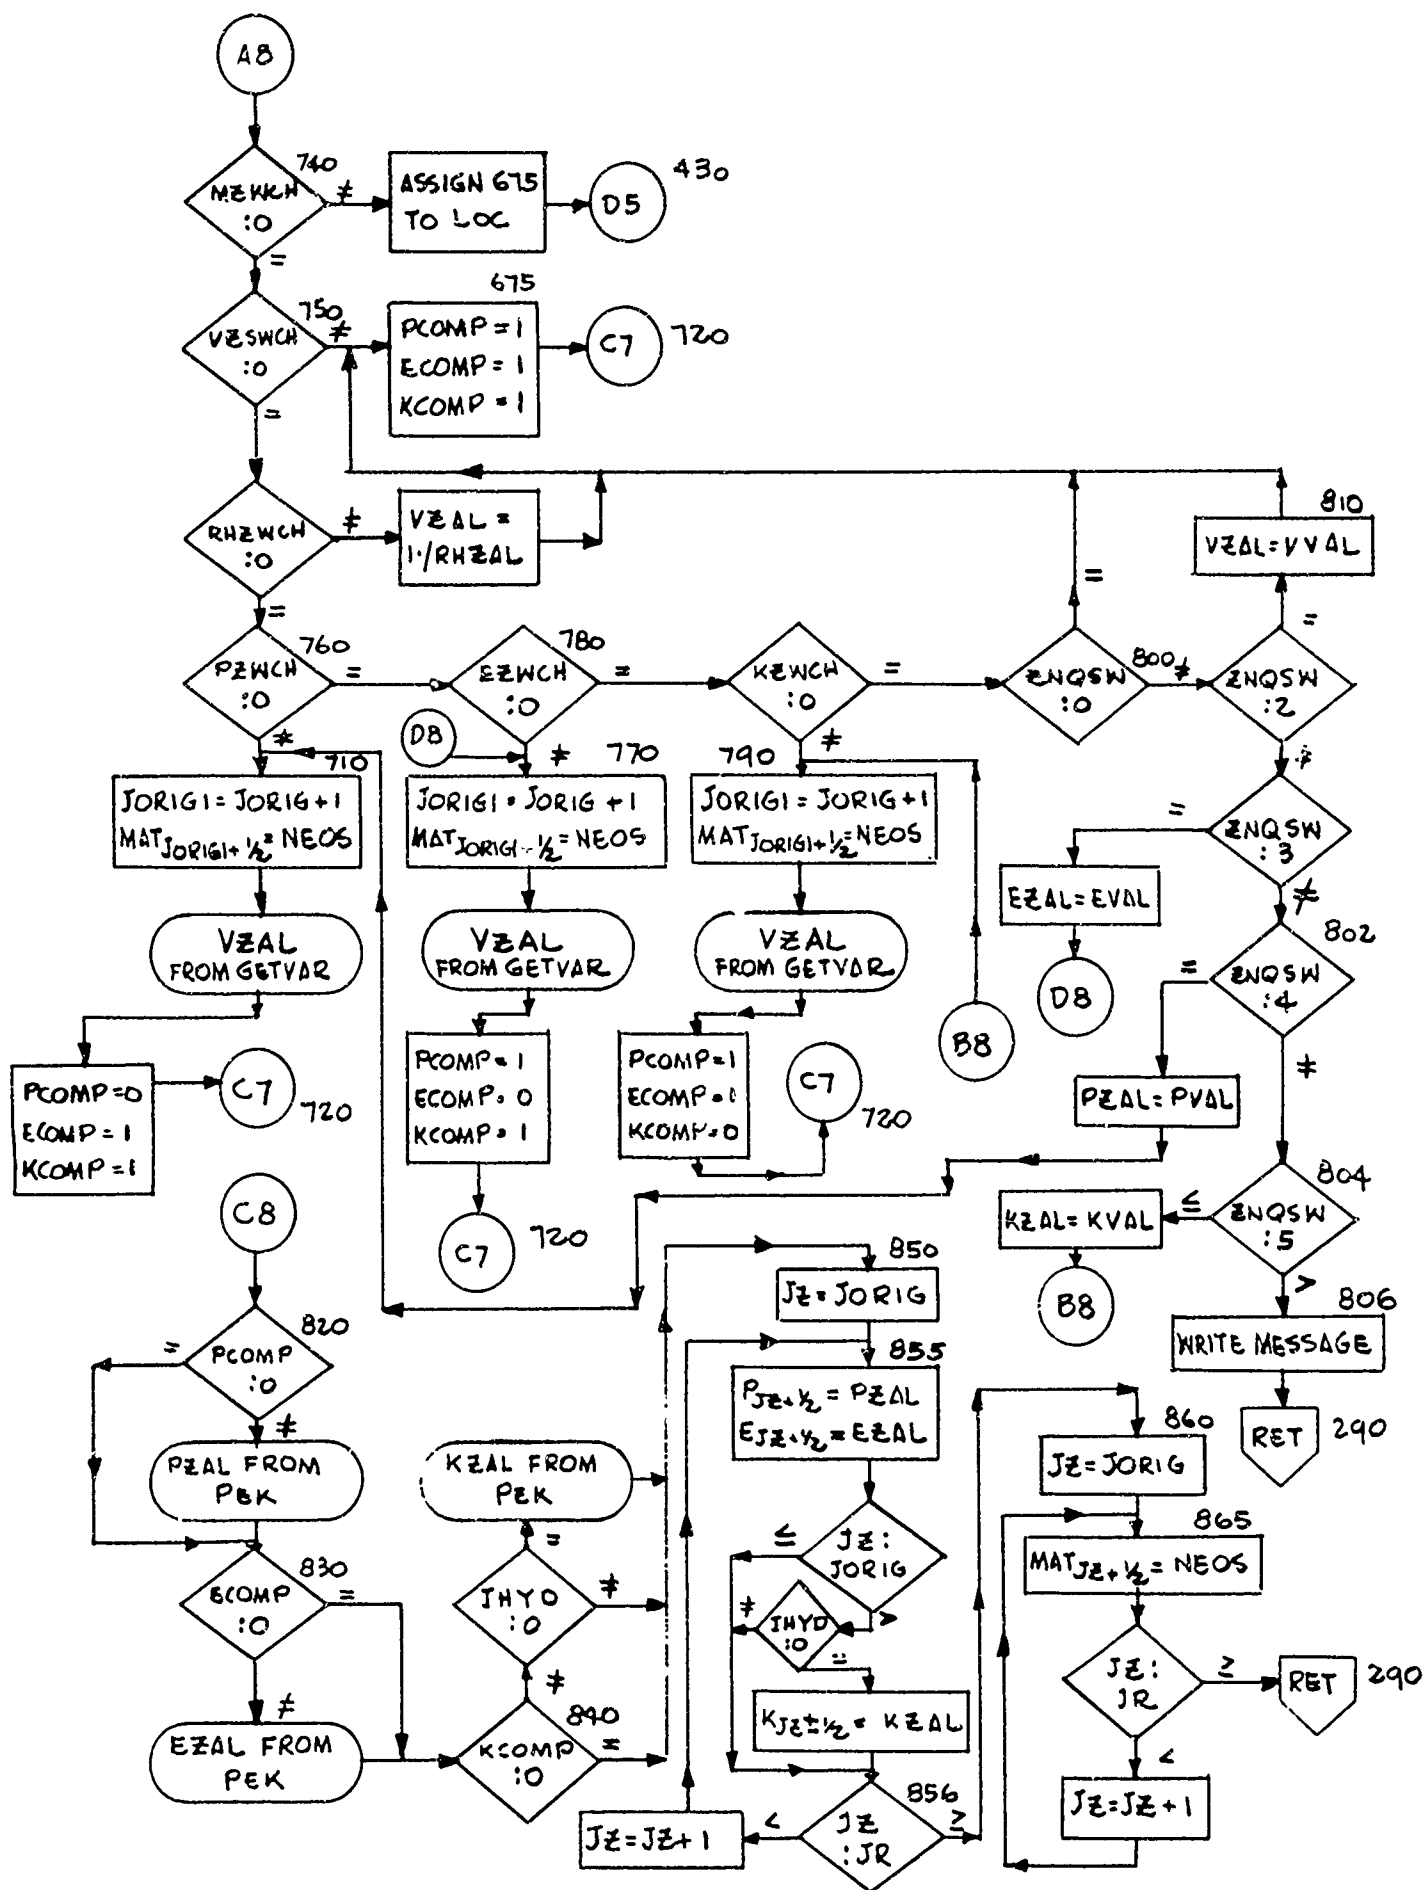 A8
740
MZWCH
:0
≠
=
ASSIGN 675
TO LOC
D5
430
750
VZSWCH
:0
≠
=
675
PCOMP = 1
ECOMP = 1
KCOMP = 1
C7
720
RHZWCH
:0
≠
=
VZAL =
1./RHZAL
810
VZAL = VVAL
=
=
760
PZWCH
:0
=
≠
780
EZWCH
:0
=
≠
KZWCH
:0
=
≠
ZNQSW
:0
800
≠
ZNQSW
:2
≠
D8
710
JORIG1 = JORIG + 1
MATJORIG1+ 1/2 = NEOS
770
JORIG1 = JORIG + 1
MATJORIG1- 1/2 = NEOS
790
JORIG1 = JORIG + 1
MATJORIG1+ 1/2 = NEOS
=
ZNQSW
:3
≠
EZAL = EVAL
D8
VZAL
FROM GETVAR
VZAL
FROM GETVAR
VZAL
FROM GETVAR
802
=
ZNQSW
:4
≠
B8
PZAL = PVAL
PCOMP = 0
ECOMP = 1
KCOMP = 1
C7
720
PCOMP = 1
ECOMP = 0
KCOMP = 1
C7
720
PCOMP = 1
ECOMP = 1
KCOMP = 0
C7
720
804
KZAL = KVAL
≤
ZNQSW
:5
>
B8
806
WRITE MESSAGE
RET
290
C8
820
=
PCOMP
:0
≠
PZAL FROM
PEK
830
ECOMP
:0
=
≠
EZAL FROM
PEK
KZAL FROM
PEK
=
IHYD
:0
≠
≠
840
KCOMP
:0
=
850
JZ = JORIG
855
PJZ+1/2 = PZAL
EJZ+1/2 = EZAL
≤
JZ :
JORIG
>
≠
IHYD
:0
=
KJZ±1/2 = KZAL
856
JZ
: JR
<
≥
JZ = JZ + 1
860
JZ = JORIG
865
MATJZ+ 1/2 = NEOS
JZ :
JR
≥
RET
290
<
JZ = JZ + 1